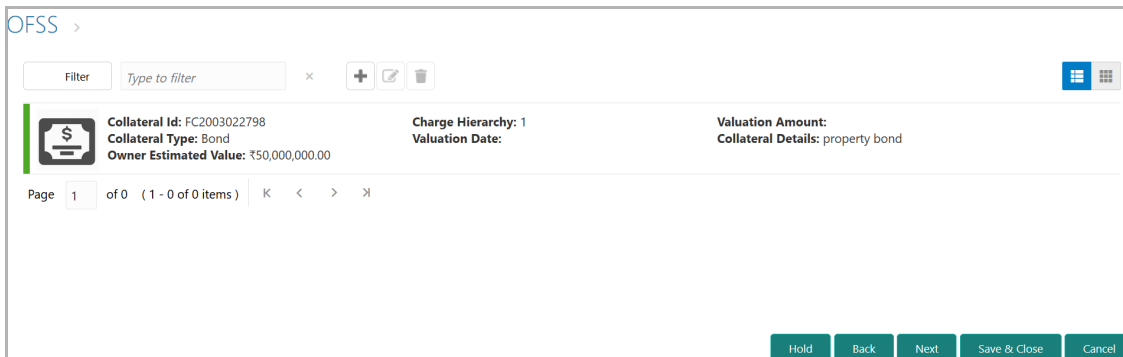 OFSS >
Filter Type to filter ×
Collateral Id: FC2003022798 Charge Hierarchy: 1 Valuation Amount:
Collateral Type: Bond Valuation Date: Collateral Details: property bond
Owner Estimated Value: ₹50,000,000.00
Page 1 of 0 ( 1 - 0 of 0 items )
Hold Back Next Save & Close Cancel